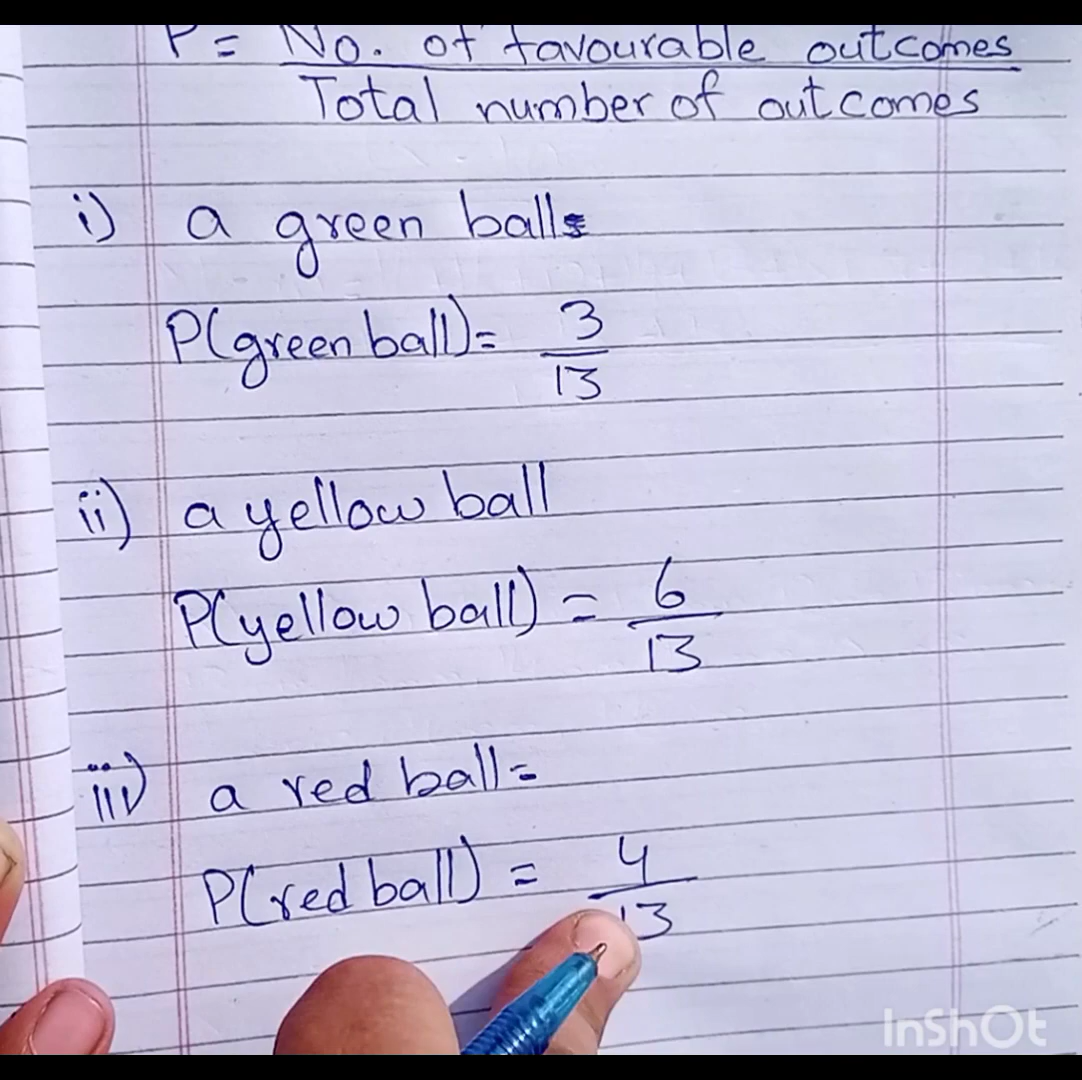 P = No. of favourable outcomes
Total number of outcomes
i) a green ball=
P(green ball)= 3
13
ii) a yellow ball
P(yellow ball) = 6
13
iii) a red ball=
P(red ball) = 4
13
InShOt